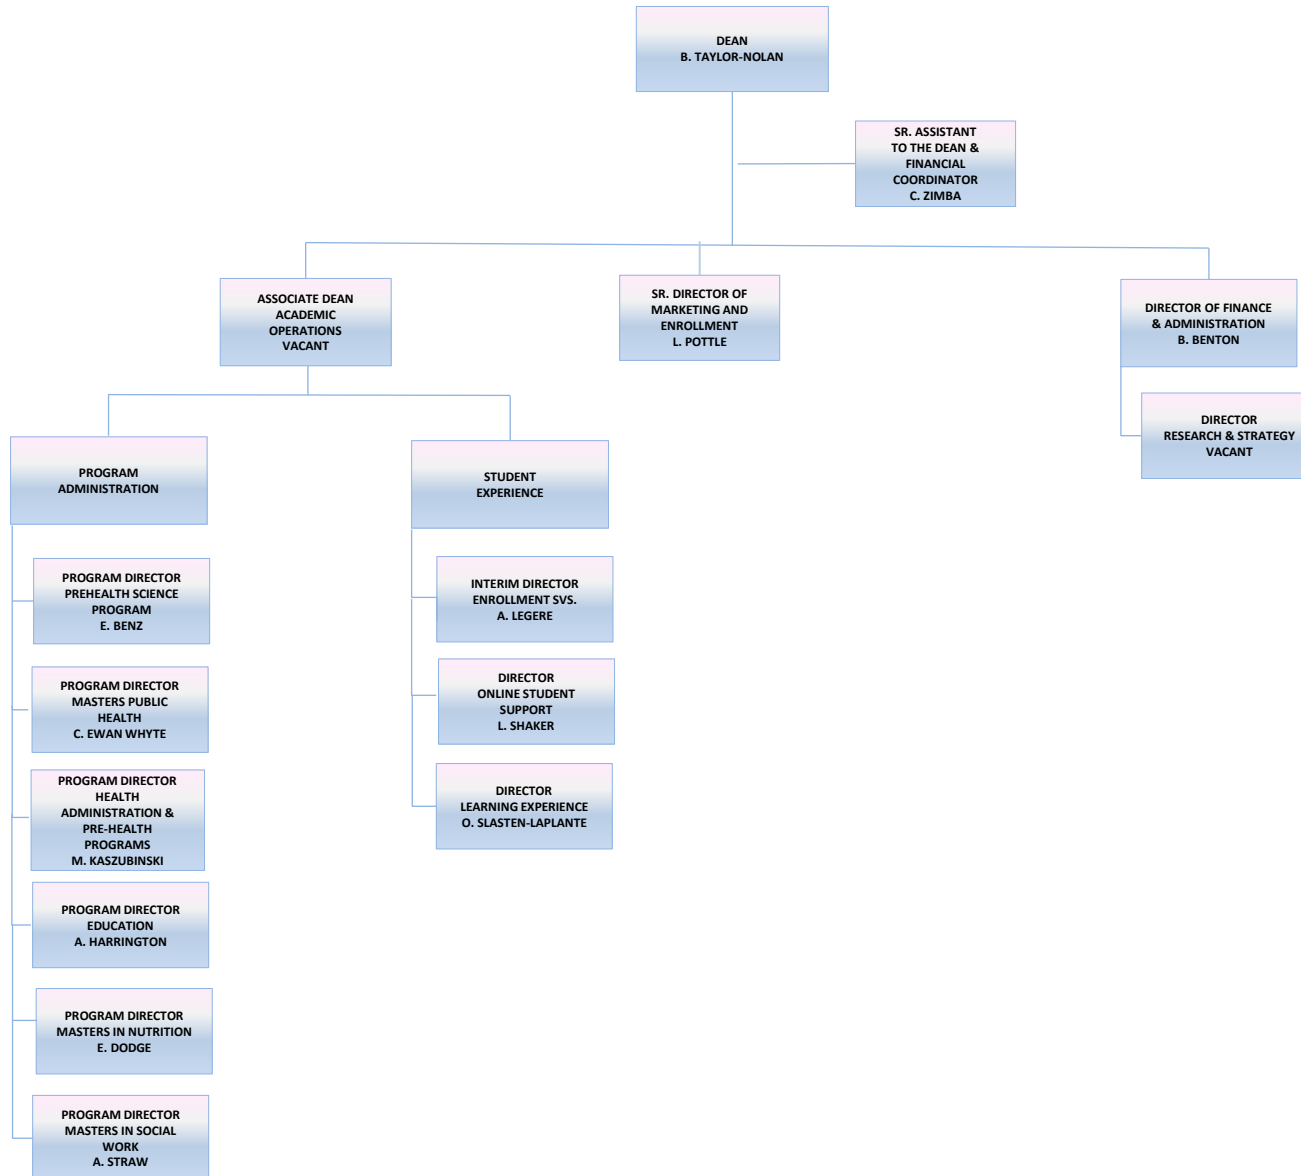 DEAN
B. TAYLOR-NOLAN
SR. ASSISTANT
TO THE DEAN &
FINANCIAL
COORDINATOR
C. ZIMBA
ASSOCIATE DEAN
ACADEMIC
OPERATIONS
VACANT
SR. DIRECTOR OF
MARKETING AND
ENROLLMENT
L. POTTLE
DIRECTOR OF FINANCE
& ADMINISTRATION
B. BENTON
DIRECTOR
RESEARCH & STRATEGY
VACANT
PROGRAM
ADMINISTRATION
STUDENT
EXPERIENCE
PROGRAM DIRECTOR
PREHEALTH SCIENCE
PROGRAM
E. BENZ
PROGRAM DIRECTOR
MASTERS PUBLIC
HEALTH
C. EWAN WHYTE
PROGRAM DIRECTOR
HEALTH
ADMINISTRATION &
PRE-HEALTH
PROGRAMS
M. KASZUBINSKI
PROGRAM DIRECTOR
EDUCATION
A. HARRINGTON
PROGRAM DIRECTOR
MASTERS IN NUTRITION
E. DODGE
PROGRAM DIRECTOR
MASTERS IN SOCIAL
WORK
A. STRAW
INTERIM DIRECTOR
ENROLLMENT SVS.
A. LEGERE
DIRECTOR
ONLINE STUDENT
SUPPORT
L. SHAKER
DIRECTOR
LEARNING EXPERIENCE
O. SLASTEN-LAPLANTE